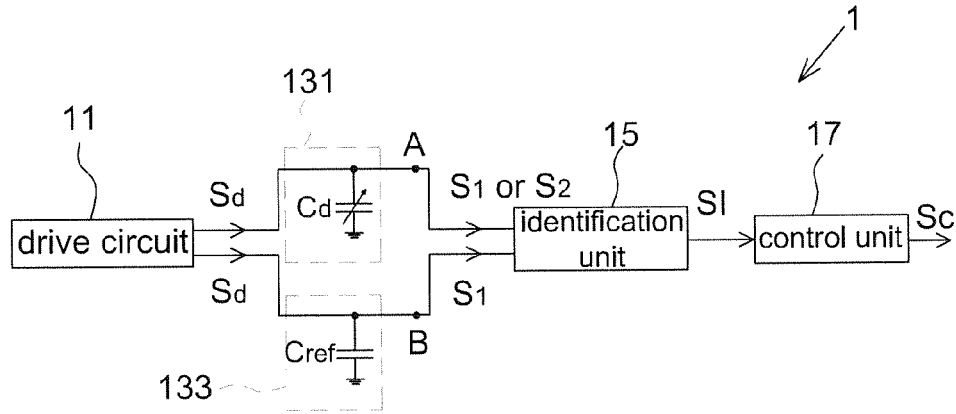 1
131
11
A
15
17
Sd
Cd
S1 or S2
drive circuit
identification
unit
SI
control unit
Sc
Sd
S1
B
Cref
133